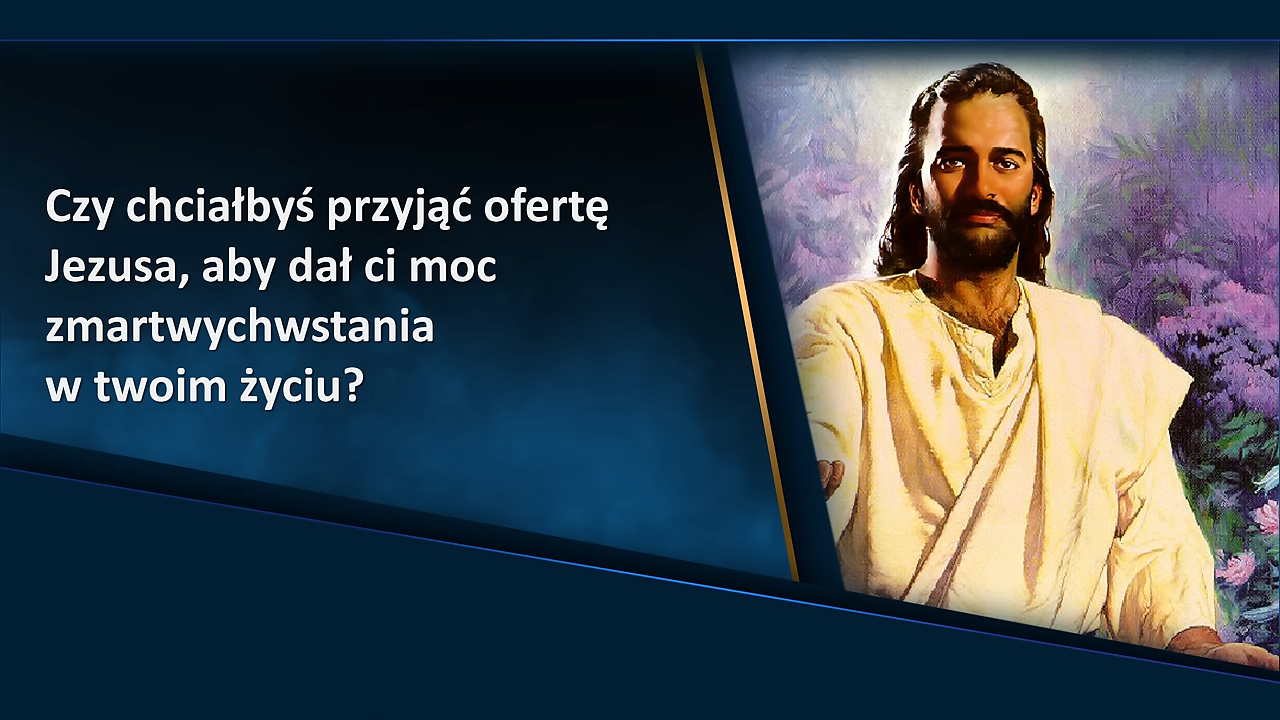 Czy chciałbyś przyjąć ofertę
Jezusa, aby dał ci moc
zmartwychwstania
w twoim życiu?